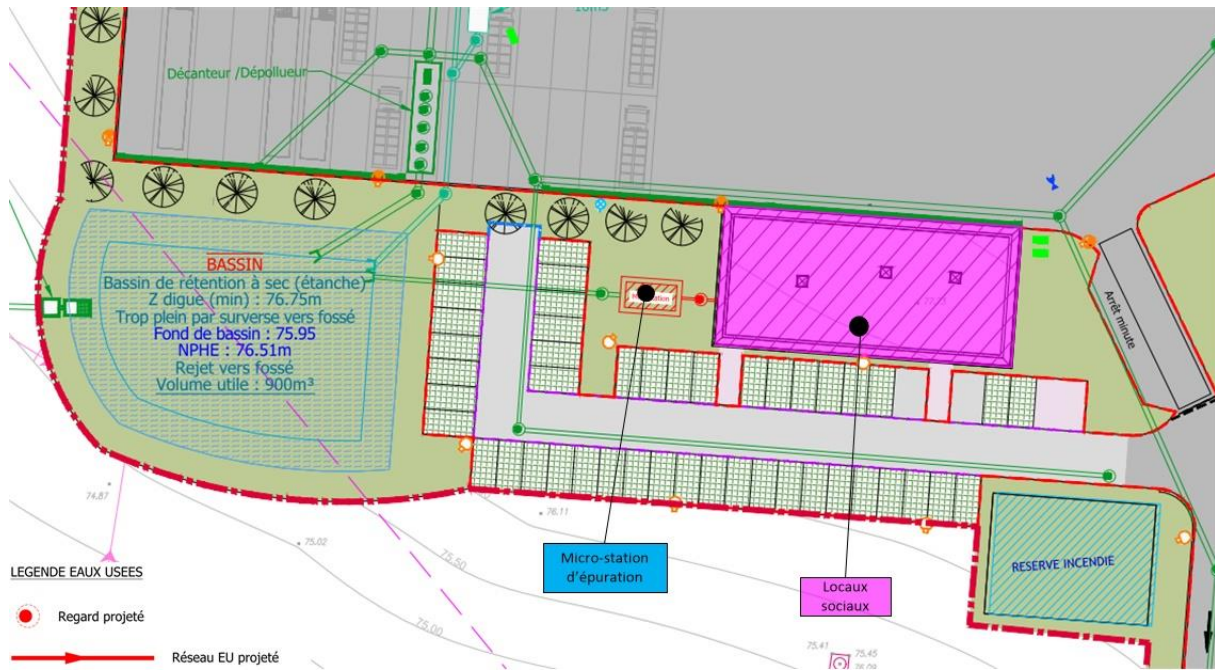 Décanteur /Dépollueur
BASSIN
Bassin de rétention à sec (étanche)
Z digue (min) : 76.75m
Trop plein par surverse vers fossé
Fond de bassin : 75.95
NPHE : 76.51m
Rejet vers fossé
Volume utile : 900m³
Arrêt minute
74.87
75.02
76.11
75.50
75.00
Micro-station
d'épuration
Locaux
sociaux
RESERVE INCENDIE
75.41
75.45
76.09
LEGENDE EAUX USEES
Regard projeté
Réseau EU projeté